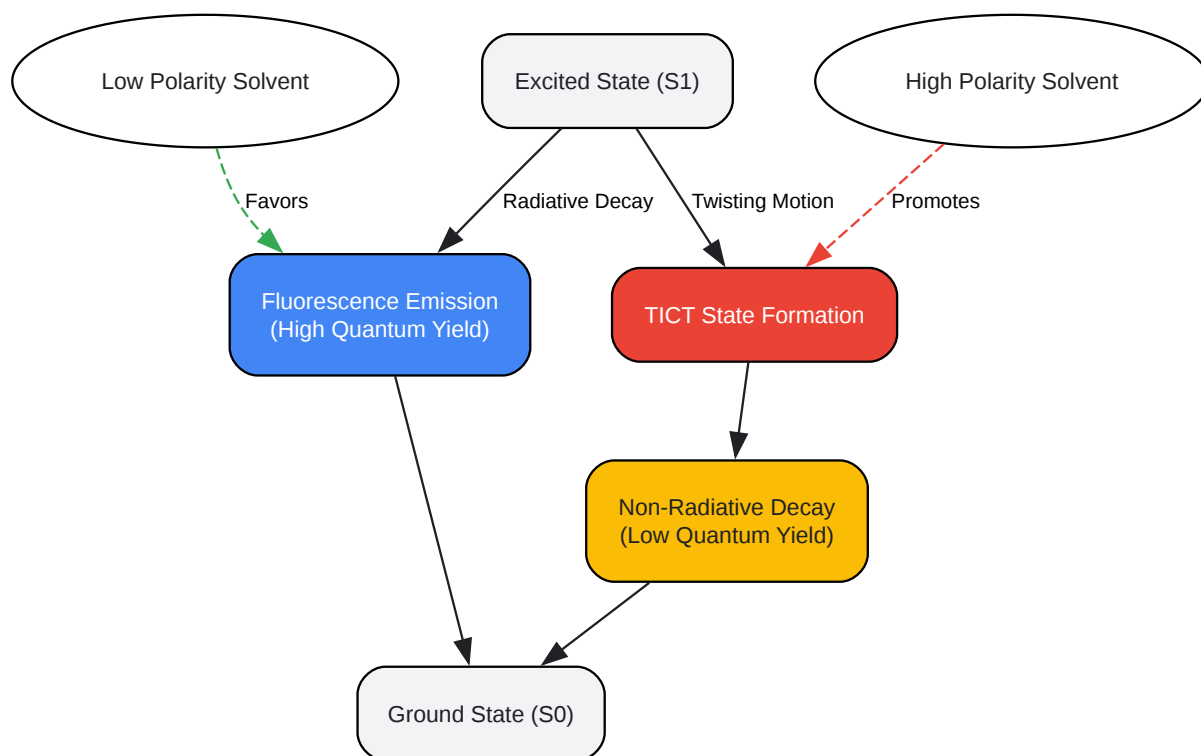 Low Polarity Solvent
Excited State (S1)
High Polarity Solvent
Favors
Radiative Decay
Twisting Motion
Promotes
Fluorescence Emission
(High Quantum Yield)
TICT State Formation
Non-Radiative Decay
(Low Quantum Yield)
Ground State (S0)